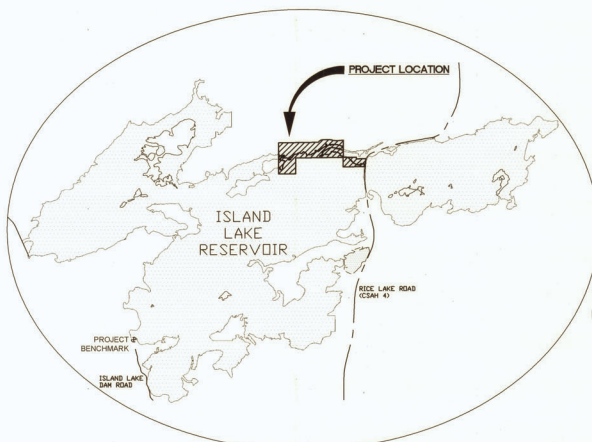 PROJECT LOCATION
ISLAND
LAKE
RESERVOIR
RICE LAKE ROAD
(CSAH 4)
PROJECT
BENCHMARK
ISLAND LAKE
DAM ROAD